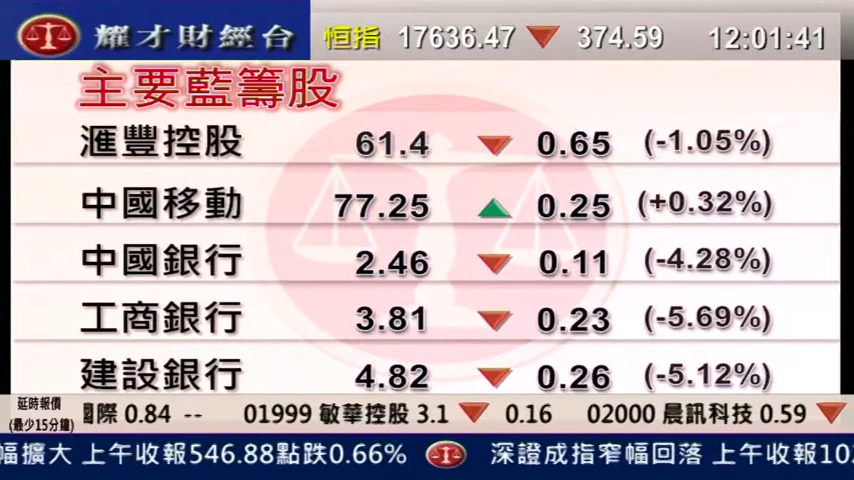 耀才財經台 恒指 17636.47 ▼ 374.59 12:01:41
主要藍籌股
滙豐控股 61.4 ▼ 0.65 (-1.05%)
中國移動 77.25 ▲ 0.25 (+0.32%)
中國銀行 2.46 ▼ 0.11 (-4.28%)
工商銀行 3.81 ▼ 0.23 (-5.69%)
建設銀行 4.82 ▼ 0.26 (-5.12%)
延時報價
(最少15分鐘)
國際 0.84 -- 01999 敏華控股 3.1 ▼ 0.16 02000 晨訊科技 0.59 ▼
幅擴大 上午收報546.88點跌0.66% 深證成指窄幅回落 上午收報102